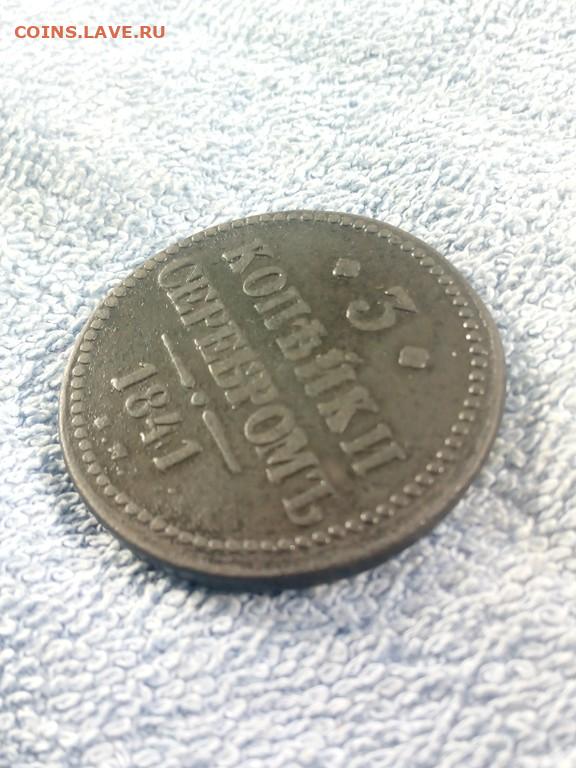 COINS.LAVE.RU
3
КОПѢЙКИ
СЕРЕБРОМЪ
1841